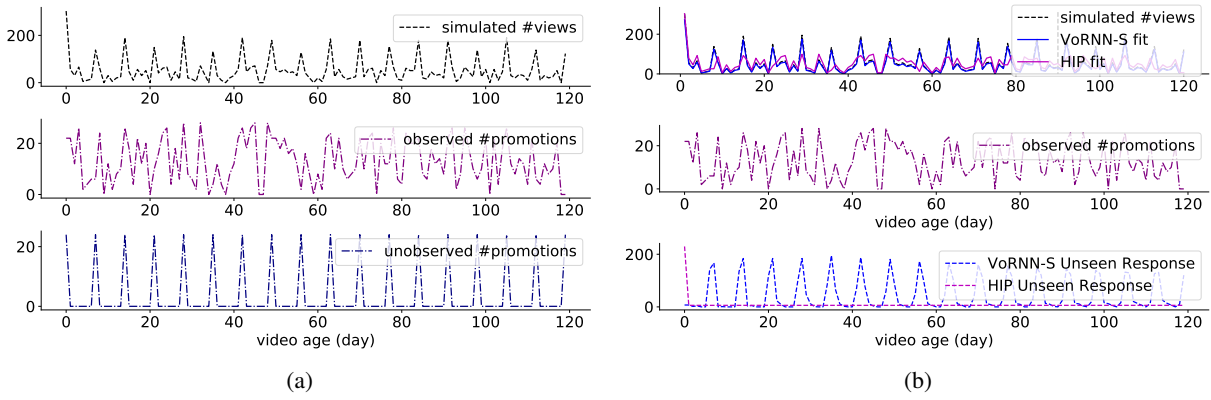 simulated #views
200
0
0 20 40 60 80 100 120
observed #promotions
20
0
0 20 40 60 80 100 120
unobserved #promotions
20
0
0 20 40 60 80 100 120
video age (day)
(a)
simulated #views
VoRNN-S fit
HIP fit
200
0
0 20 40 60 80 100 120
observed #promotions
20
0
0 20 40 60 80 100 120
video age (day)
VoRNN-S Unseen Response
HIP Unseen Response
200
0
0 20 40 60 80 100 120
video age (day)
(b)